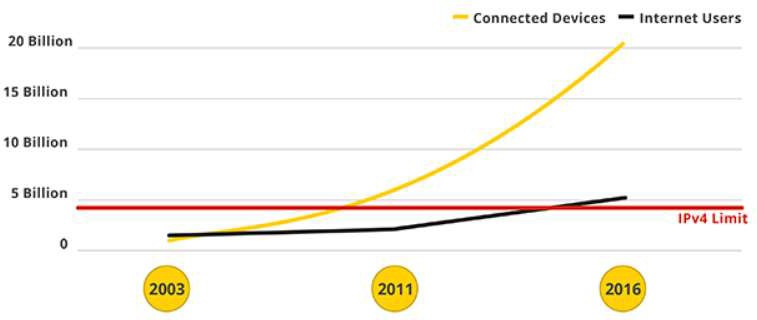 Connected Devices Internet Users
20 Billion
15 Billion
10 Billion
5 Billion
IPv4 Limit
0
2003 2011 2016